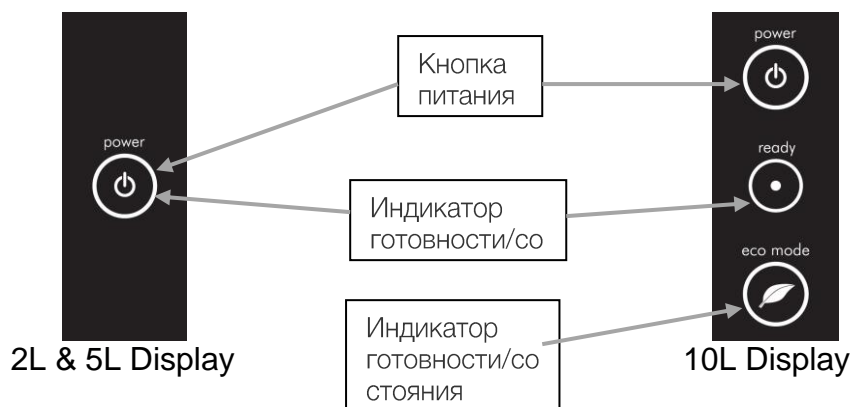 power
Кнопка
питания
power
ready
Индикатор
готовности/со
eco mode
Индикатор
готовности/со
стояния
2L & 5L Display
10L Display